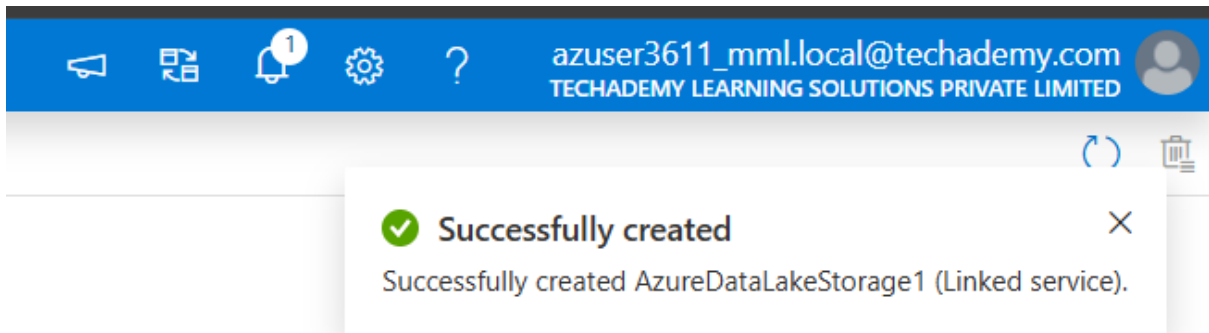 1
?
azuser3611_mml.local@techademy.com
TECHADEMY LEARNING SOLUTIONS PRIVATE LIMITED
Successfully created
Successfully created AzureDataLakeStorage1 (Linked service).